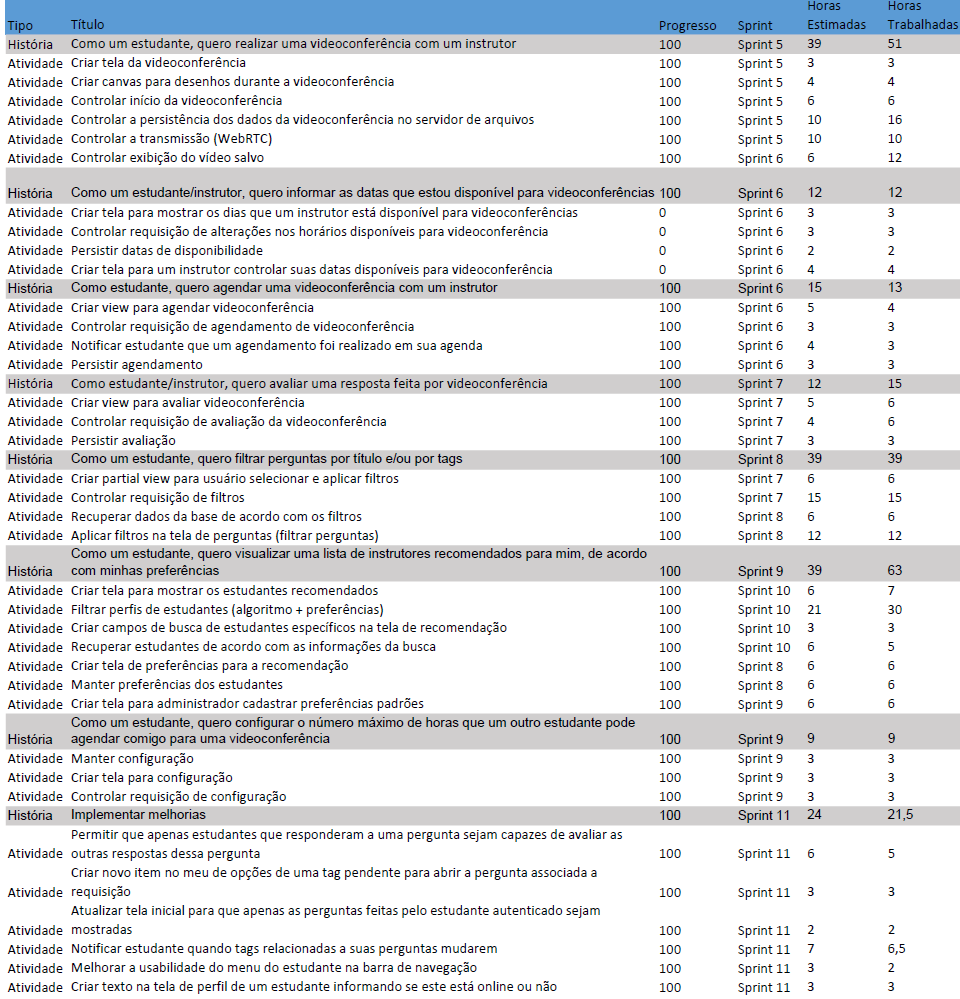 Tipo Título Progresso Sprint Horas Estimadas Horas Trabalhadas
História Como um estudante, quero realizar uma videoconferência com um instrutor 100 Sprint 5 39 51
Atividade Criar tela da videoconferência 100 Sprint 5 3 3
Atividade Criar canvas para desenhos durante a videoconferência 100 Sprint 5 4 4
Atividade Controlar início da videoconferência 100 Sprint 5 6 6
Atividade Controlar a persistência dos dados da videoconferência no servidor de arquivos 100 Sprint 5 10 16
Atividade Controlar a transmissão (WebRTC) 100 Sprint 5 10 10
Atividade Controlar exibição do vídeo salvo 100 Sprint 6 6 12
História Como um estudante/instrutor, quero informar as datas que estou disponível para videoconferências 100 Sprint 6 12 12
Atividade Criar tela para mostrar os dias que um instrutor está disponível para videoconferências 0 Sprint 6 3 3
Atividade Controlar requisição de alterações nos horários disponíveis para videoconferência 0 Sprint 6 3 3
Atividade Persistir datas de disponibilidade 0 Sprint 6 2 2
Atividade Criar tela para um instrutor controlar suas datas disponíveis para videoconferência 0 Sprint 6 4 4
História Como estudante, quero agendar uma videoconferência com um instrutor 100 Sprint 6 15 13
Atividade Criar view para agendar videoconferência 100 Sprint 6 5 4
Atividade Controlar requisição de agendamento de videoconferência 100 Sprint 6 3 3
Atividade Notificar estudante que um agendamento foi realizado em sua agenda 100 Sprint 6 4 3
Atividade Persistir agendamento 100 Sprint 6 3 3
História Como estudante/instrutor, quero avaliar uma resposta feita por videoconferência 100 Sprint 7 12 15
Atividade Criar view para avaliar videoconferência 100 Sprint 7 5 6
Atividade Controlar requisição de avaliação da videoconferência 100 Sprint 7 4 6
Atividade Persistir avaliação 100 Sprint 7 3 3
História Como um estudante, quero filtrar perguntas por título e/ou por tags 100 Sprint 8 39 39
Atividade Criar partial view para usuário selecionar e aplicar filtros 100 Sprint 7 6 6
Atividade Controlar requisição de filtros 100 Sprint 7 15 15
Atividade Recuperar dados da base de acordo com os filtros 100 Sprint 8 6 6
Atividade Aplicar filtros na tela de perguntas (filtrar perguntas) 100 Sprint 8 12 12
Como um estudante, quero visualizar uma lista de instrutores recomendados para mim, de acordo
História com minhas preferências 100 Sprint 9 39 63
Atividade Criar tela para mostrar os estudantes recomendados 100 Sprint 10 6 7
Atividade Filtrar perfis de estudantes (algoritmo + preferências) 100 Sprint 10 21 30
Atividade Criar campos de busca de estudantes específicos na tela de recomendação 100 Sprint 10 3 3
Atividade Recuperar estudantes de acordo com as informações da busca 100 Sprint 10 6 5
Atividade Criar tela de preferências para a recomendação 100 Sprint 8 6 6
Atividade Manter preferências dos estudantes 100 Sprint 8 6 6
Atividade Criar tela para administrador cadastrar preferências padrões 100 Sprint 9 6 6
Como um estudante, quero configurar o número máximo de horas que um outro estudante pode
História agendar comigo para uma videoconferência 100 Sprint 9 9 9
Atividade Manter configuração 100 Sprint 9 3 3
Atividade Criar tela para configuração 100 Sprint 9 3 3
Atividade Controlar requisição de configuração 100 Sprint 9 3 3
História Implementar melhorias 100 Sprint 11 24 21,5
Permitir que apenas estudantes que responderam a uma pergunta sejam capazes de avaliar as
Atividade outras respostas dessa pergunta 100 Sprint 11 6 5
Criar novo item no meu de opções de uma tag pendente para abrir a pergunta associada a
Atividade requisição 100 Sprint 11 3 3
Atualizar tela inicial para que apenas as perguntas feitas pelo estudante autenticado sejam
Atividade mostradas 100 Sprint 11 2 2
Atividade Notificar estudante quando tags relacionadas a suas perguntas mudarem 100 Sprint 11 7 6,5
Atividade Melhorar a usabilidade do menu do estudante na barra de navegação 100 Sprint 11 3 2
Atividade Criar texto na tela de perfil de um estudante informando se este está online ou não 100 Sprint 11 3 3